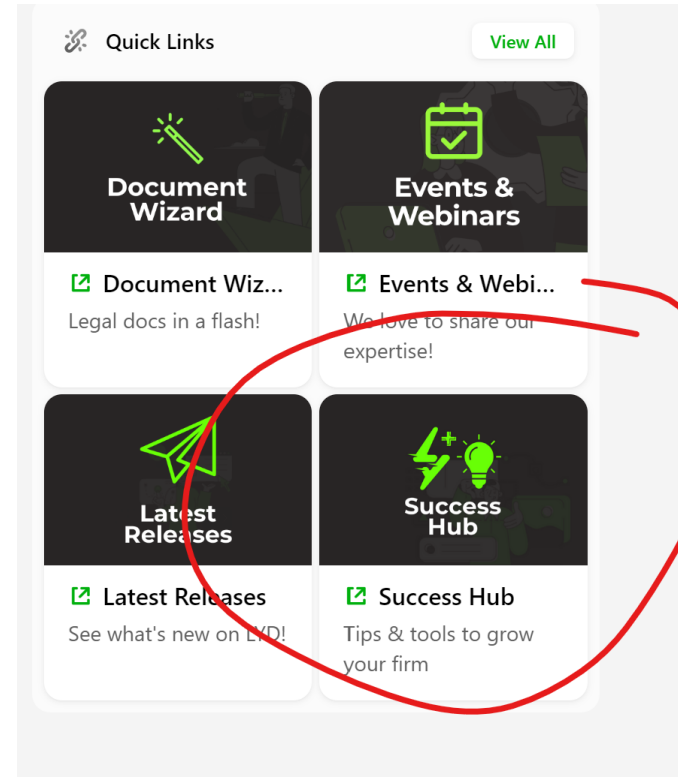 Quick Links
View All
Document
Wizard
Events &
Webinars
Document Wiz...
Events & Webi...
Legal docs in a flash!
We love to share our
expertise!
Latest
Releases
Success
Hub
Latest Releases
Success Hub
See what's new on LYD!
Tips & tools to grow
your firm